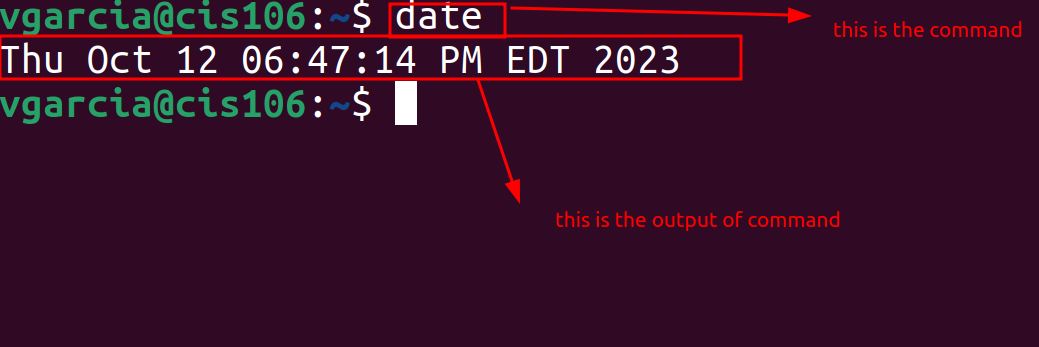 vgarcia@cis106:~$ date
this is the command
Thu Oct 12 06:47:14 PM EDT 2023
vgarcia@cis106:~$
this is the output of command